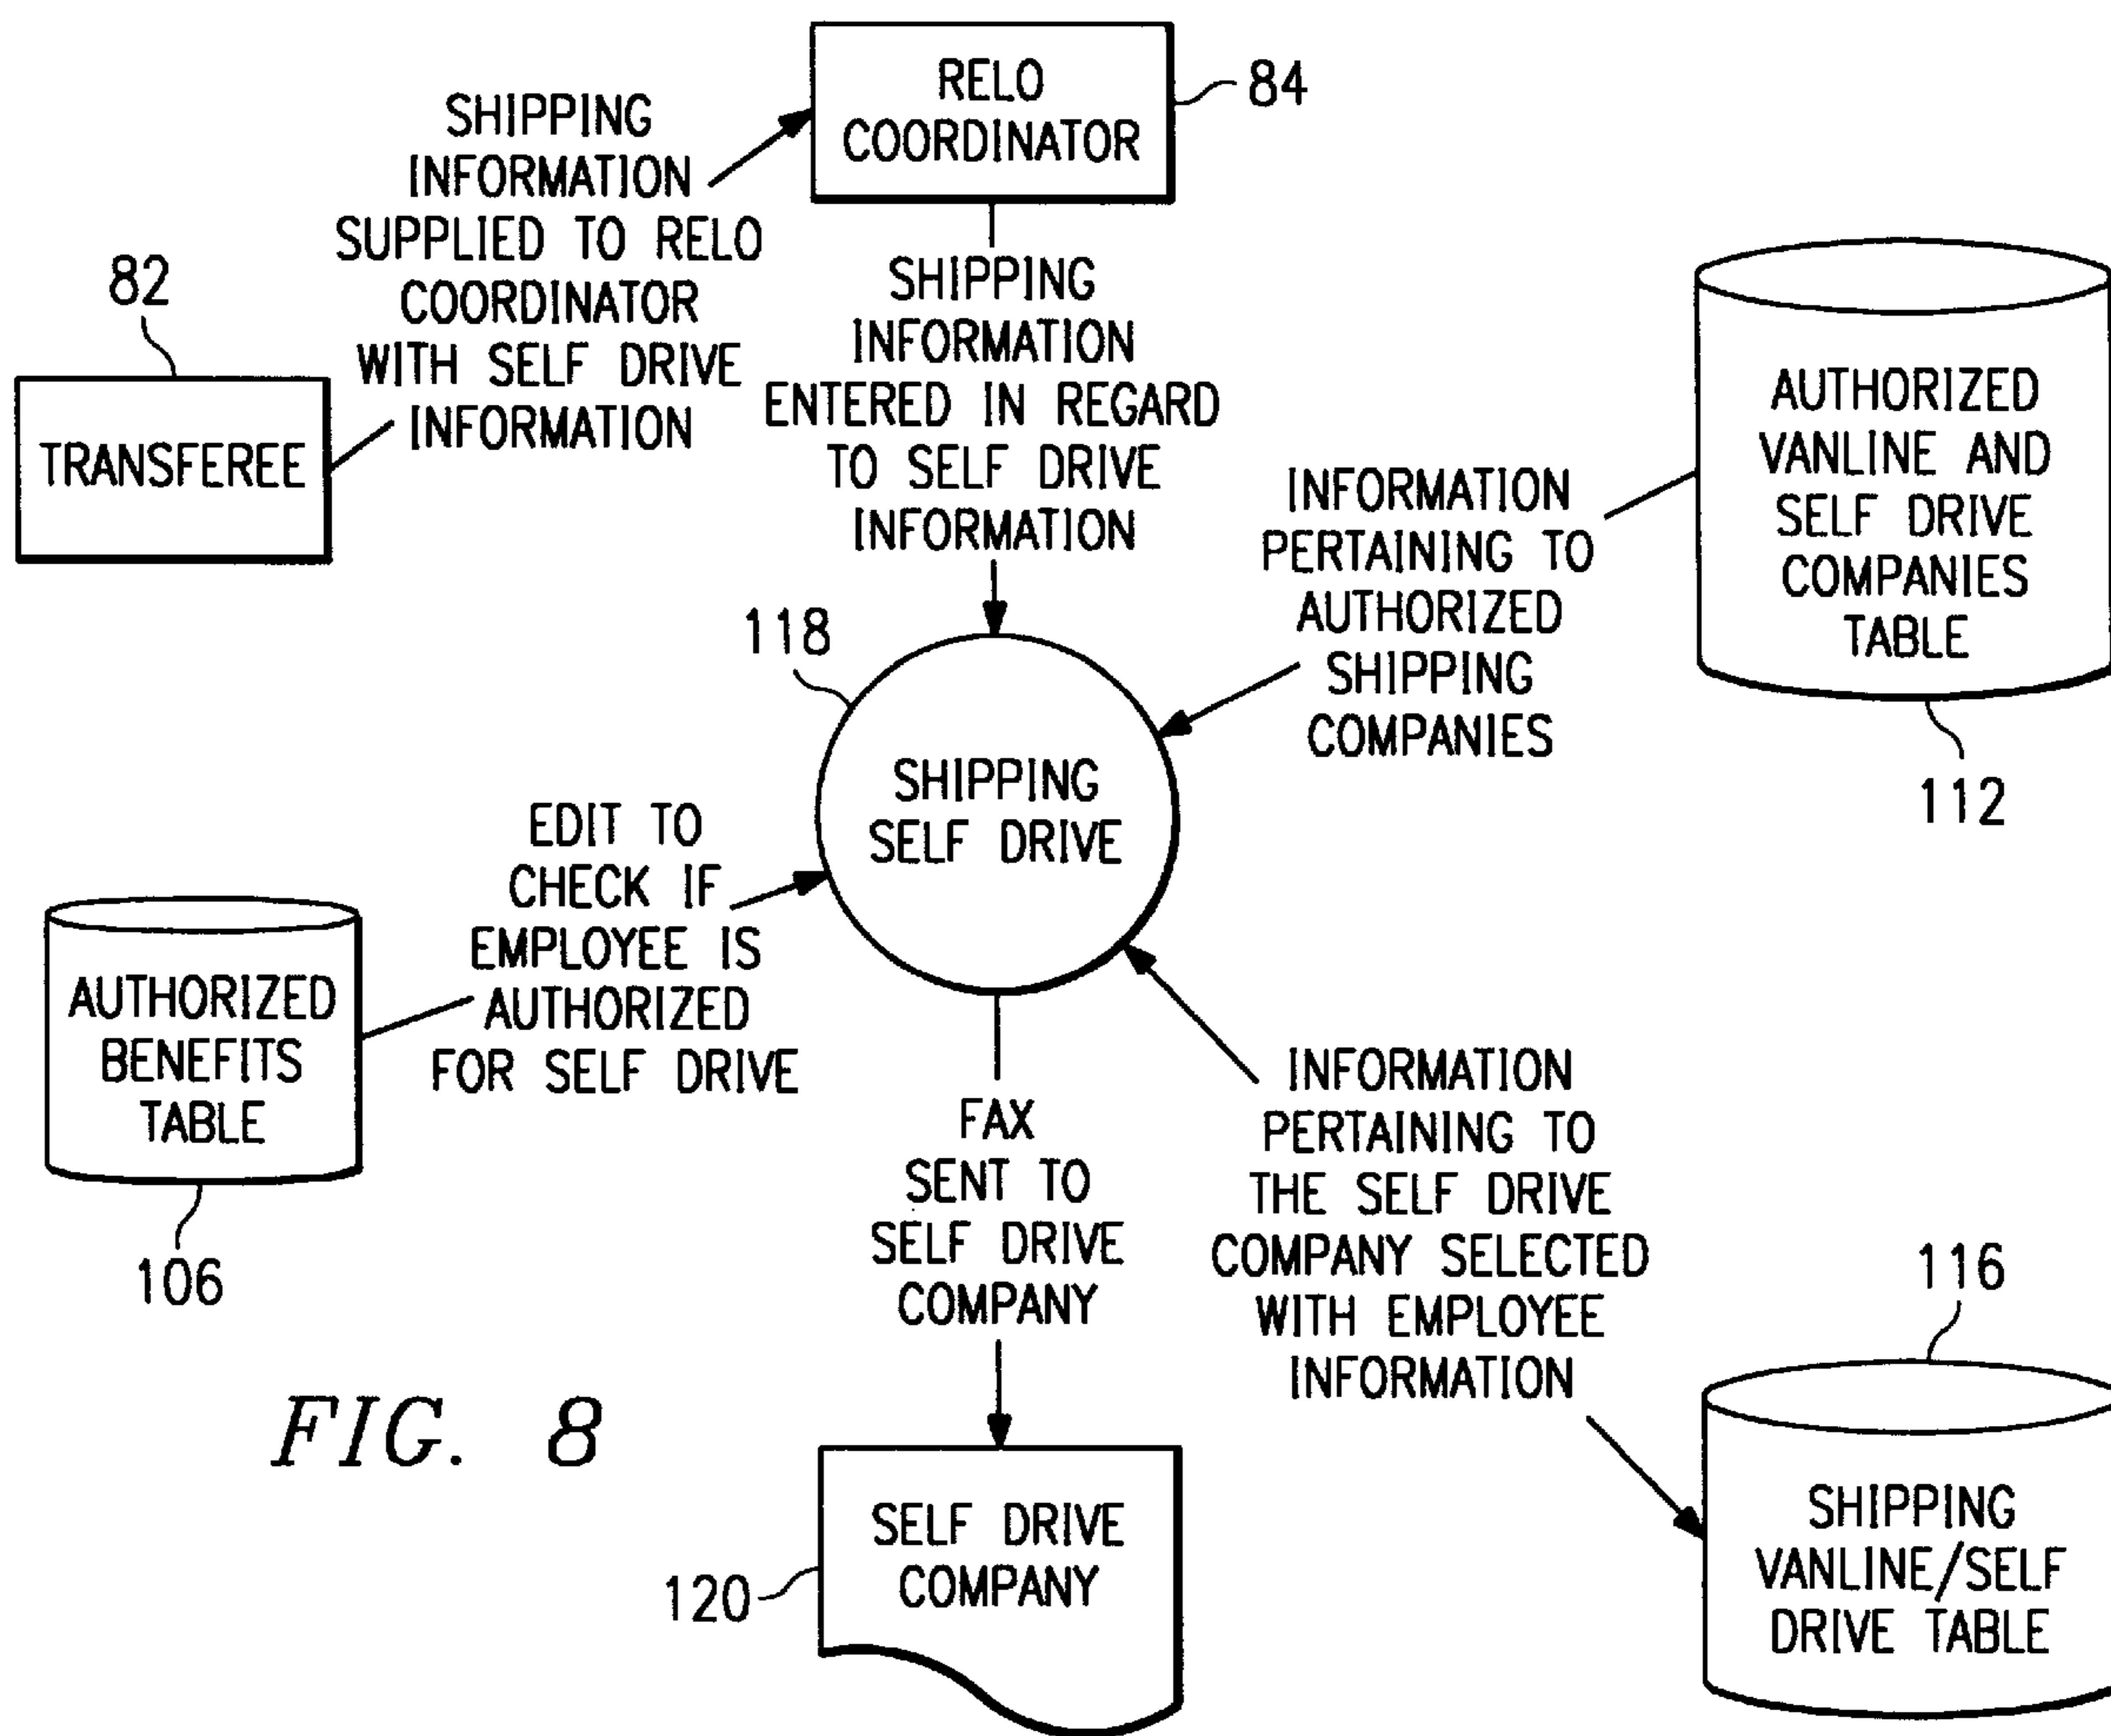 RELO
COORDINATOR
84
SHIPPING
INFORMATION
SUPPLIED TO RELO
COORDINATOR
WITH SELF DRIVE
INFORMATION
82
TRANSFEREE
SHIPPING
INFORMATION
ENTERED IN REGARD
TO SELF DRIVE
INFORMATION
INFORMATION
PERTAINING TO
AUTHORIZED
SHIPPING
COMPANIES
AUTHORIZED
VANLINE AND
SELF DRIVE
COMPANIES
TABLE
112
118
SHIPPING
SELF DRIVE
EDIT TO
CHECK IF
EMPLOYEE IS
AUTHORIZED
FOR SELF DRIVE
AUTHORIZED
BENEFITS
TABLE
106
FAX
SENT TO
SELF DRIVE
COMPANY
INFORMATION
PERTAINING TO
THE SELF DRIVE
COMPANY SELECTED
WITH EMPLOYEE
INFORMATION
116
SHIPPING
VANLINE/SELF
DRIVE TABLE
SELF DRIVE
COMPANY
120
FIG. 8